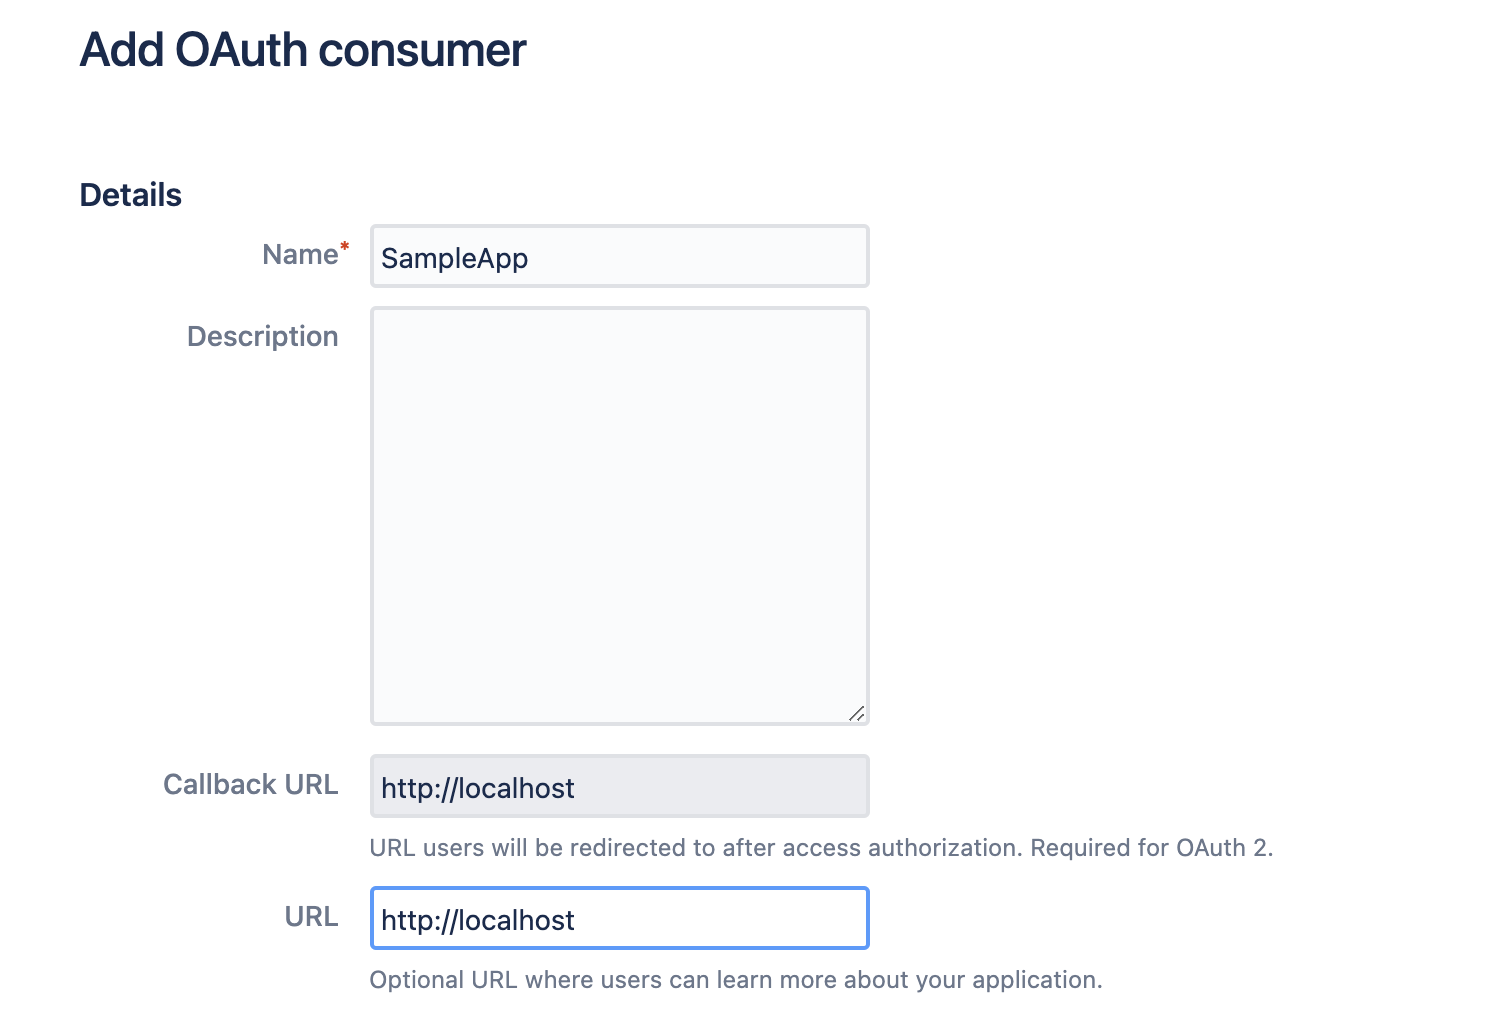 Add OAuth consumer
Details
Name*
SampleApp
Description
Callback URL
http://localhost
URL users will be redirected to after access authorization. Required for OAuth 2.
URL
http://localhost
Optional URL where users can learn more about your application.